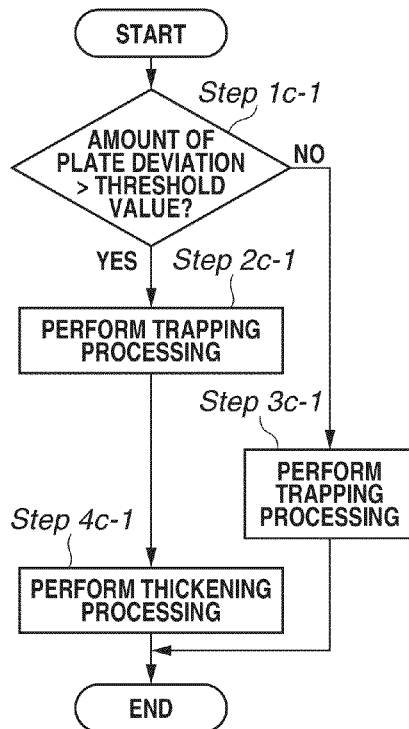 START
Step 1c-1
AMOUNT OF
PLATE DEVIATION
> THRESHOLD
VALUE?
NO
YES
Step 2c-1
PERFORM TRAPPING
PROCESSING
Step 3c-1
PERFORM
TRAPPING
PROCESSING
Step 4c-1
PERFORM THICKENING
PROCESSING
END